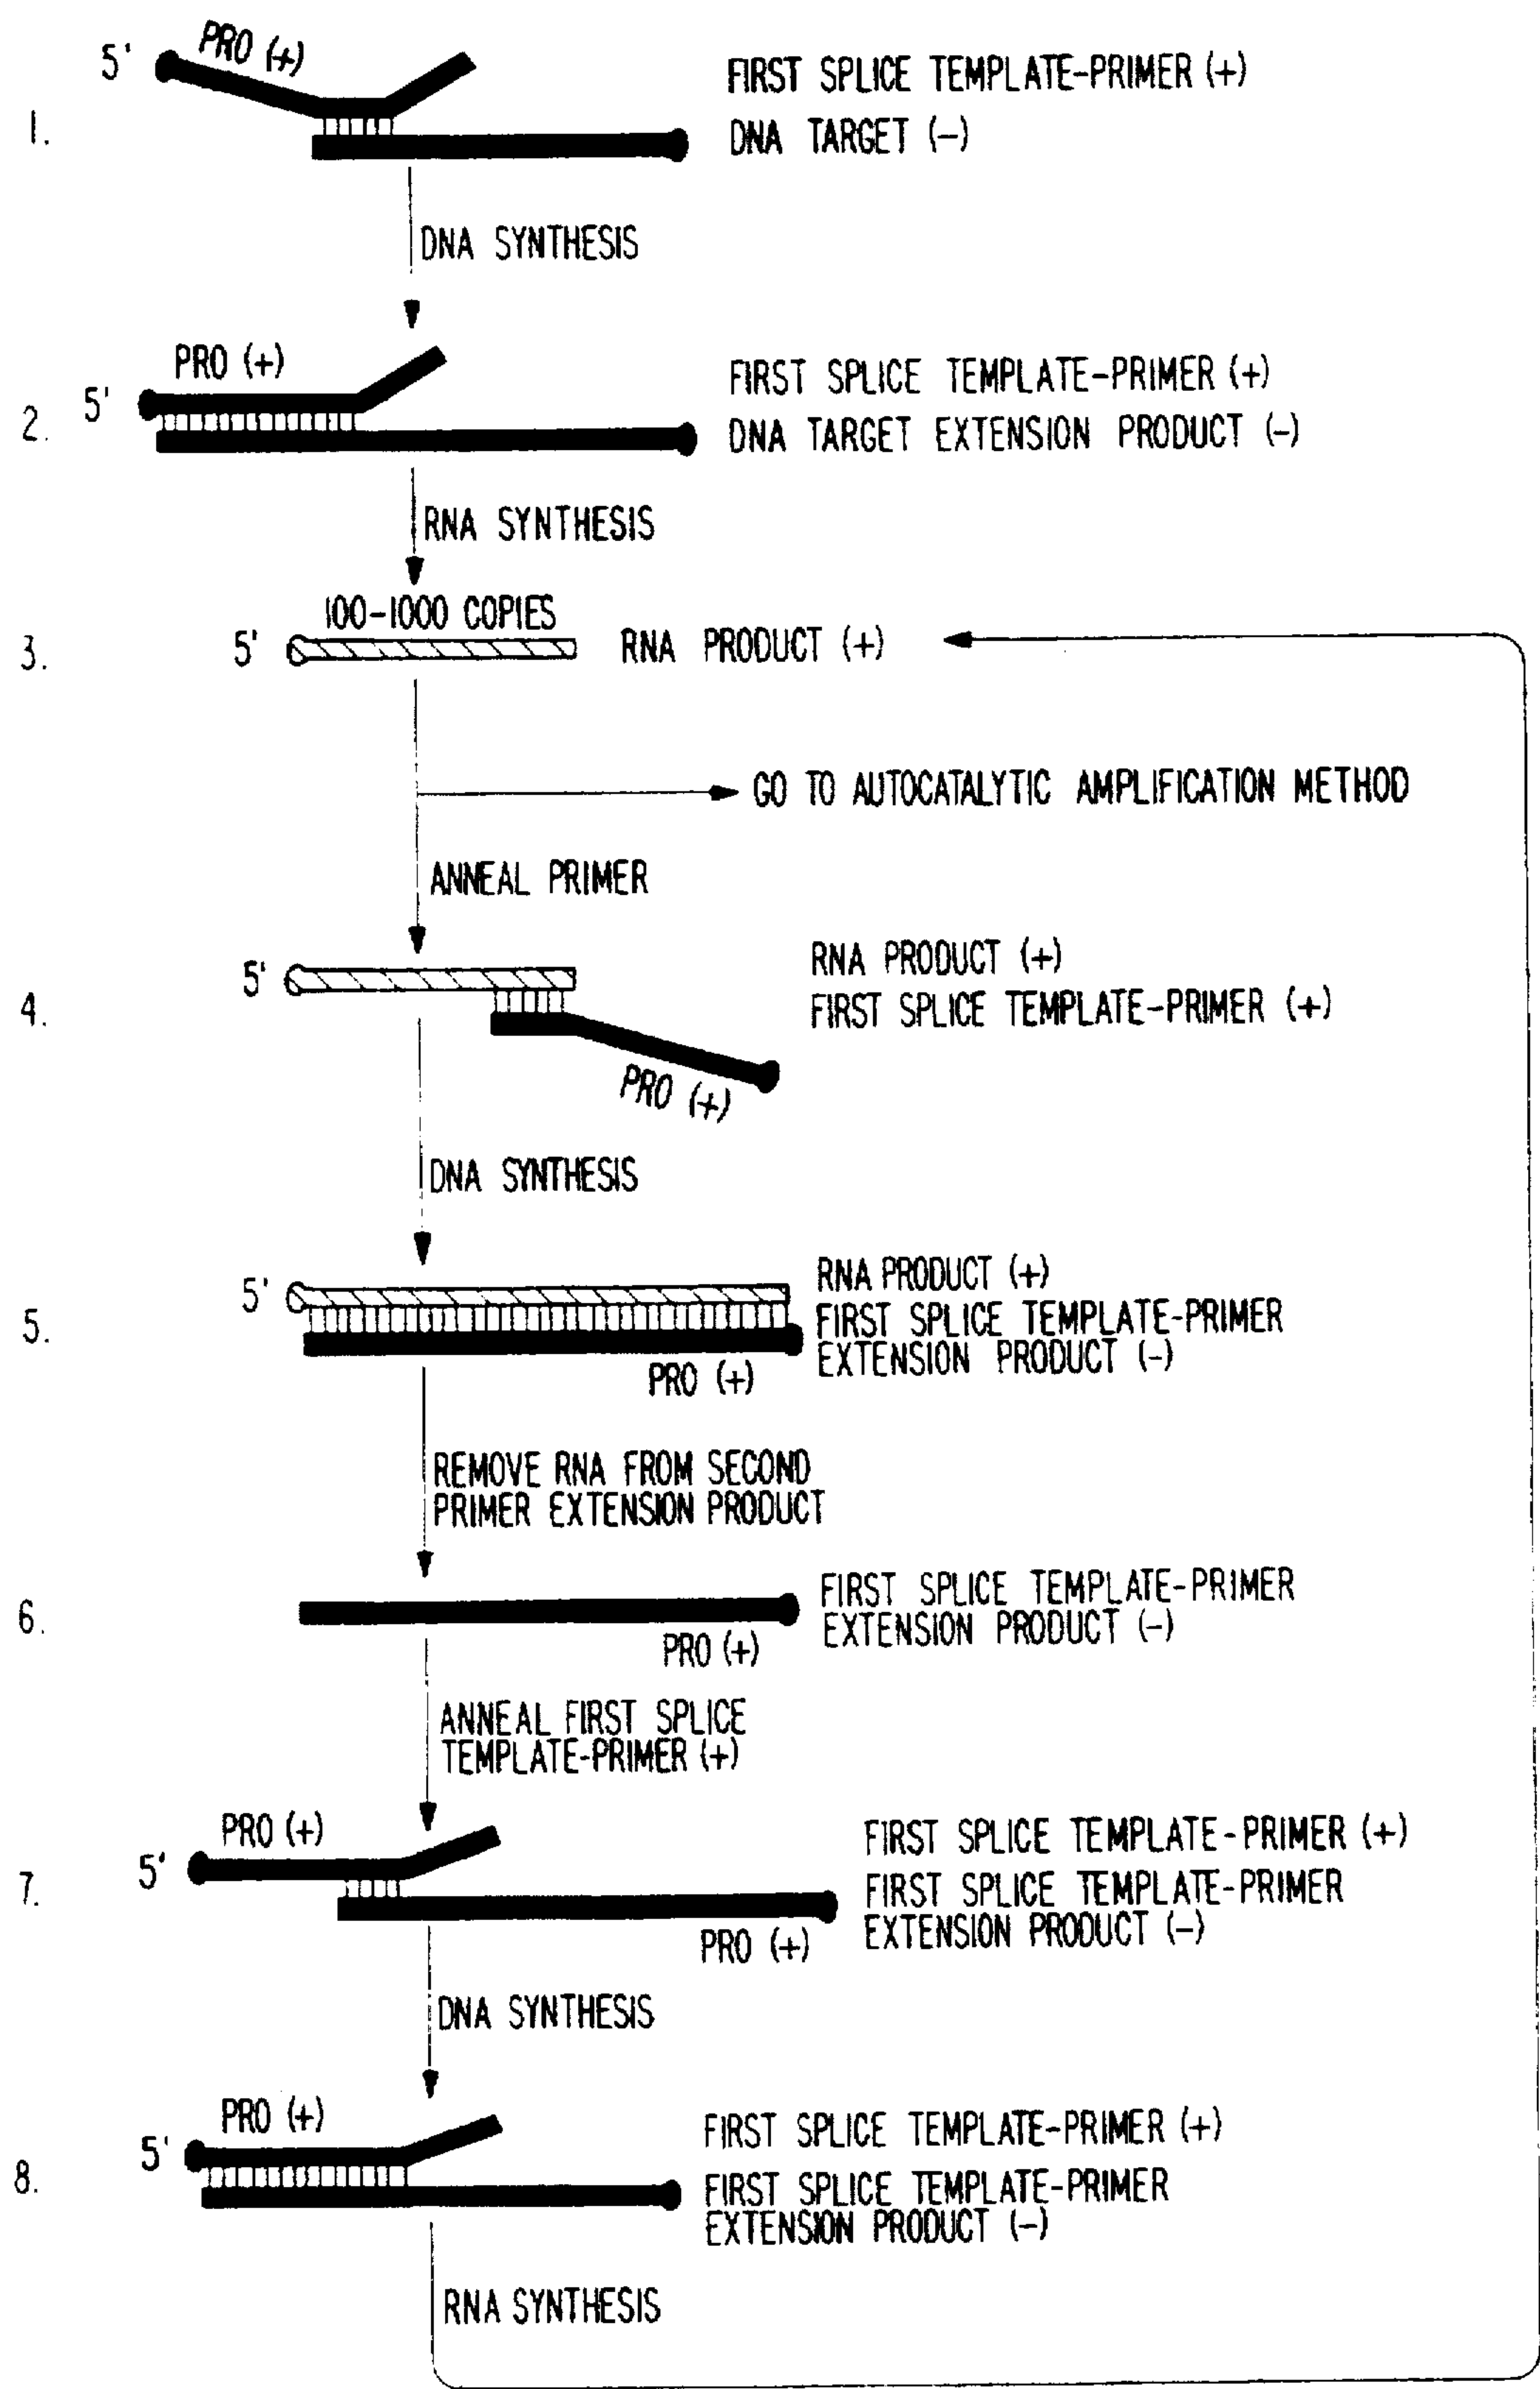 PRO (+)
5'
FIRST SPLICE TEMPLATE-PRIMER (+)
1.
DNA TARGET (-)
DNA SYNTHESIS
PRO (+)
5'
FIRST SPLICE TEMPLATE-PRIMER (+)
2.
DNA TARGET EXTENSION PRODUCT (-)
RNA SYNTHESIS
100-1000 COPIES
3.
5'
RNA PRODUCT (+)
GO TO AUTOCATALYTIC AMPLIFICATION METHOD
ANNEAL PRIMER
5'
RNA PRODUCT (+)
4.
FIRST SPLICE TEMPLATE-PRIMER (+)
PRO (+)
DNA SYNTHESIS
5'
RNA PRODUCT (+)
5.
FIRST SPLICE TEMPLATE-PRIMER
EXTENSION PRODUCT (-)
PRO (+)
REMOVE RNA FROM SECOND
PRIMER EXTENSION PRODUCT
6.
FIRST SPLICE TEMPLATE-PRIMER
EXTENSION PRODUCT (-)
PRO (+)
ANNEAL FIRST SPLICE
TEMPLATE-PRIMER (+)
PRO (+)
5'
FIRST SPLICE TEMPLATE-PRIMER (+)
7.
FIRST SPLICE TEMPLATE-PRIMER
EXTENSION PRODUCT (-)
PRO (+)
DNA SYNTHESIS
PRO (+)
5'
FIRST SPLICE TEMPLATE-PRIMER (+)
8.
FIRST SPLICE TEMPLATE-PRIMER
EXTENSION PRODUCT (-)
RNA SYNTHESIS